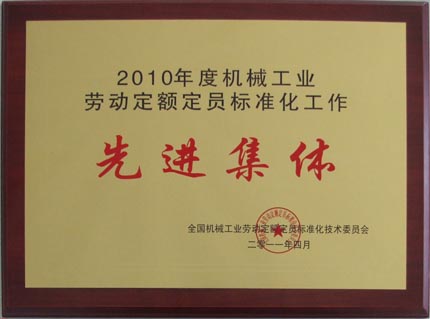 2010年度机械工业
劳动定额定员标准化工作
先进集体
全国机械工业劳动定额定员标准化技术委员会
二零一一年四月